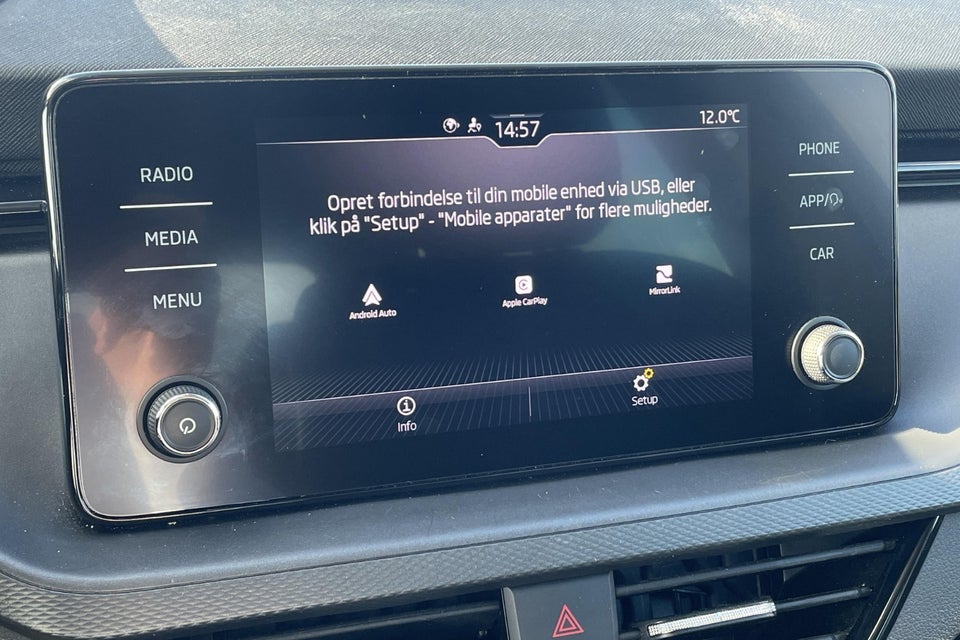 14:57
12.0°C
RADIO
MEDIA
MENU
Opret forbindelse til din mobile enhed via USB, eller
klik på "Setup" - "Mobile apparater" for flere muligheder.
Android Auto
Apple CarPlay
MirrorLink
Info
Setup
PHONE
APP/
CAR